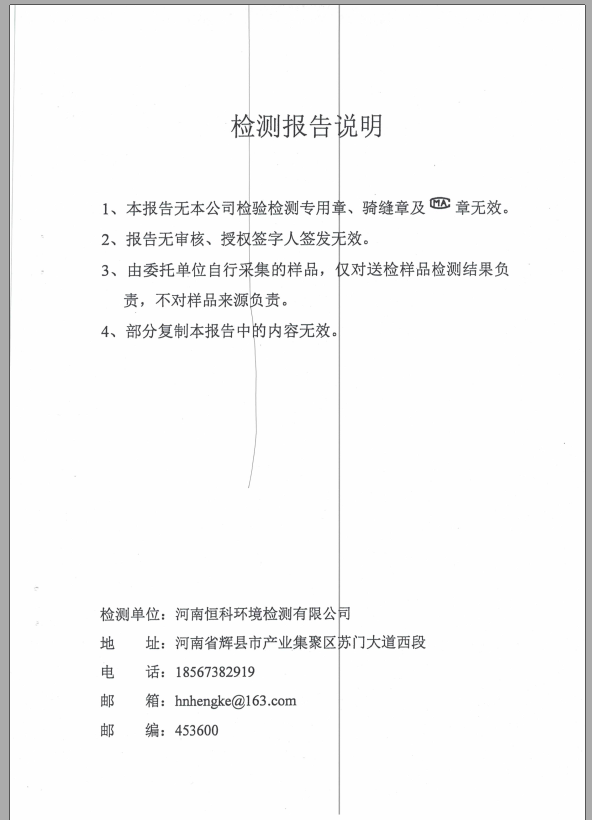 检测报告说明
1、本报告无本公司检验检测专用章、骑缝章及 MA 章无效。
2、报告无审核、授权签字人签发无效。
3、由委托单位自行采集的样品，仅对送检样品检测结果负
责，不对样品来源负责。
4、部分复制本报告中的内容无效。
检测单位：河南恒科环境检测有限公司
地　　址：河南省辉县市产业集聚区苏门大道西段
电　　话：18567382919
邮　　箱：hnhengke@163.com
邮　　编：453600